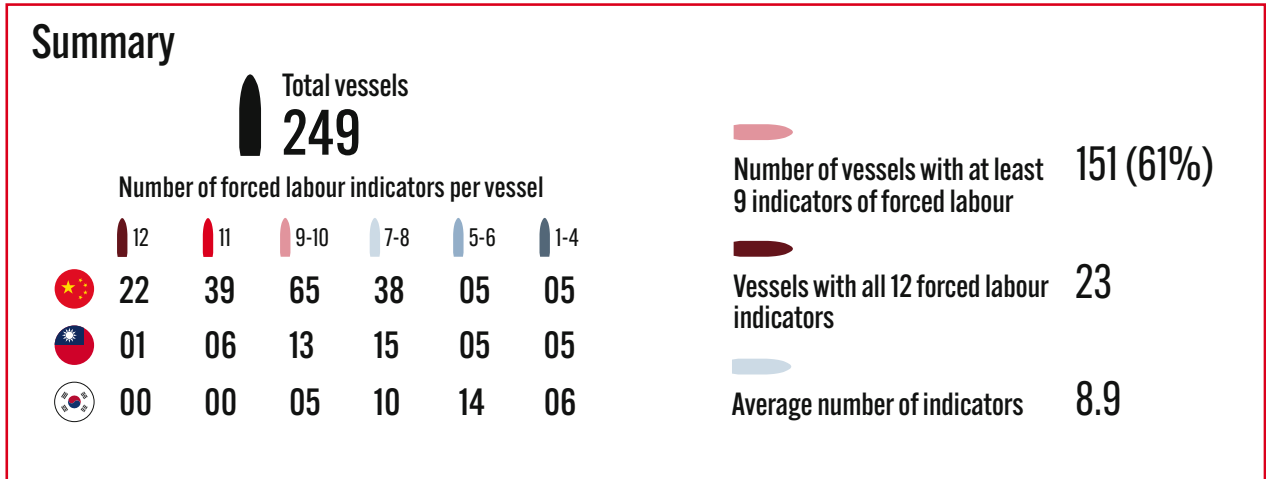 Summary
Total vessels
249
Number of forced labour indicators per vessel
12 11 9-10 7-8 5-6 1-4
22 39 65 38 05 05
01 06 13 15 05 05
00 00 05 10 14 06
Number of vessels with at least
9 indicators of forced labour
151 (61%)
Vessels with all 12 forced labour
indicators
23
Average number of indicators
8.9